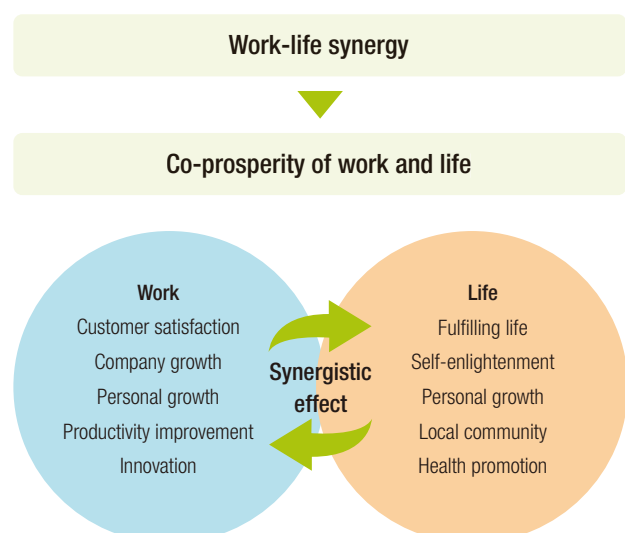 Work-life synergy
Co-prosperity of work and life
Work
Customer satisfaction
Company growth
Personal growth
Productivity improvement
Innovation
Synergistic
effect
Life
Fulfilling life
Self-enlightenment
Personal growth
Local community
Health promotion